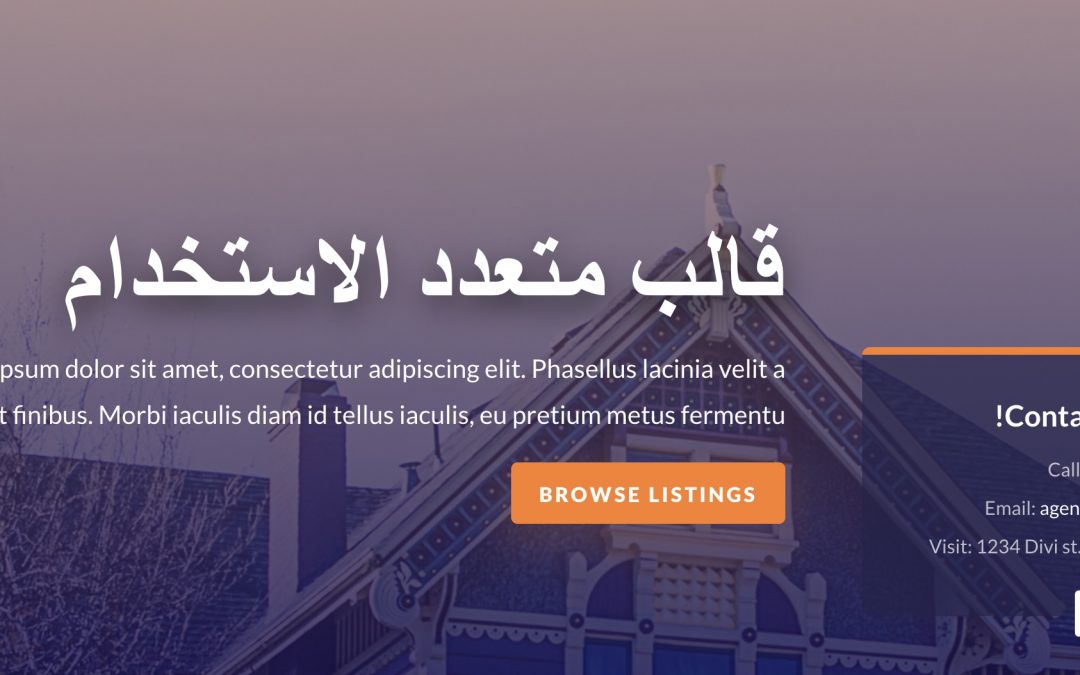 قالب متعدد الاستخدام
psum dolor sit amet, consectetur adipiscing elit. Phasellus lacinia velit a
t finibus. Morbi iaculis diam id tellus iaculis, eu pretium metus fermentu
BROWSE LISTINGS
!Conta
Call
Email: agen
Visit: 1234 Divi st.